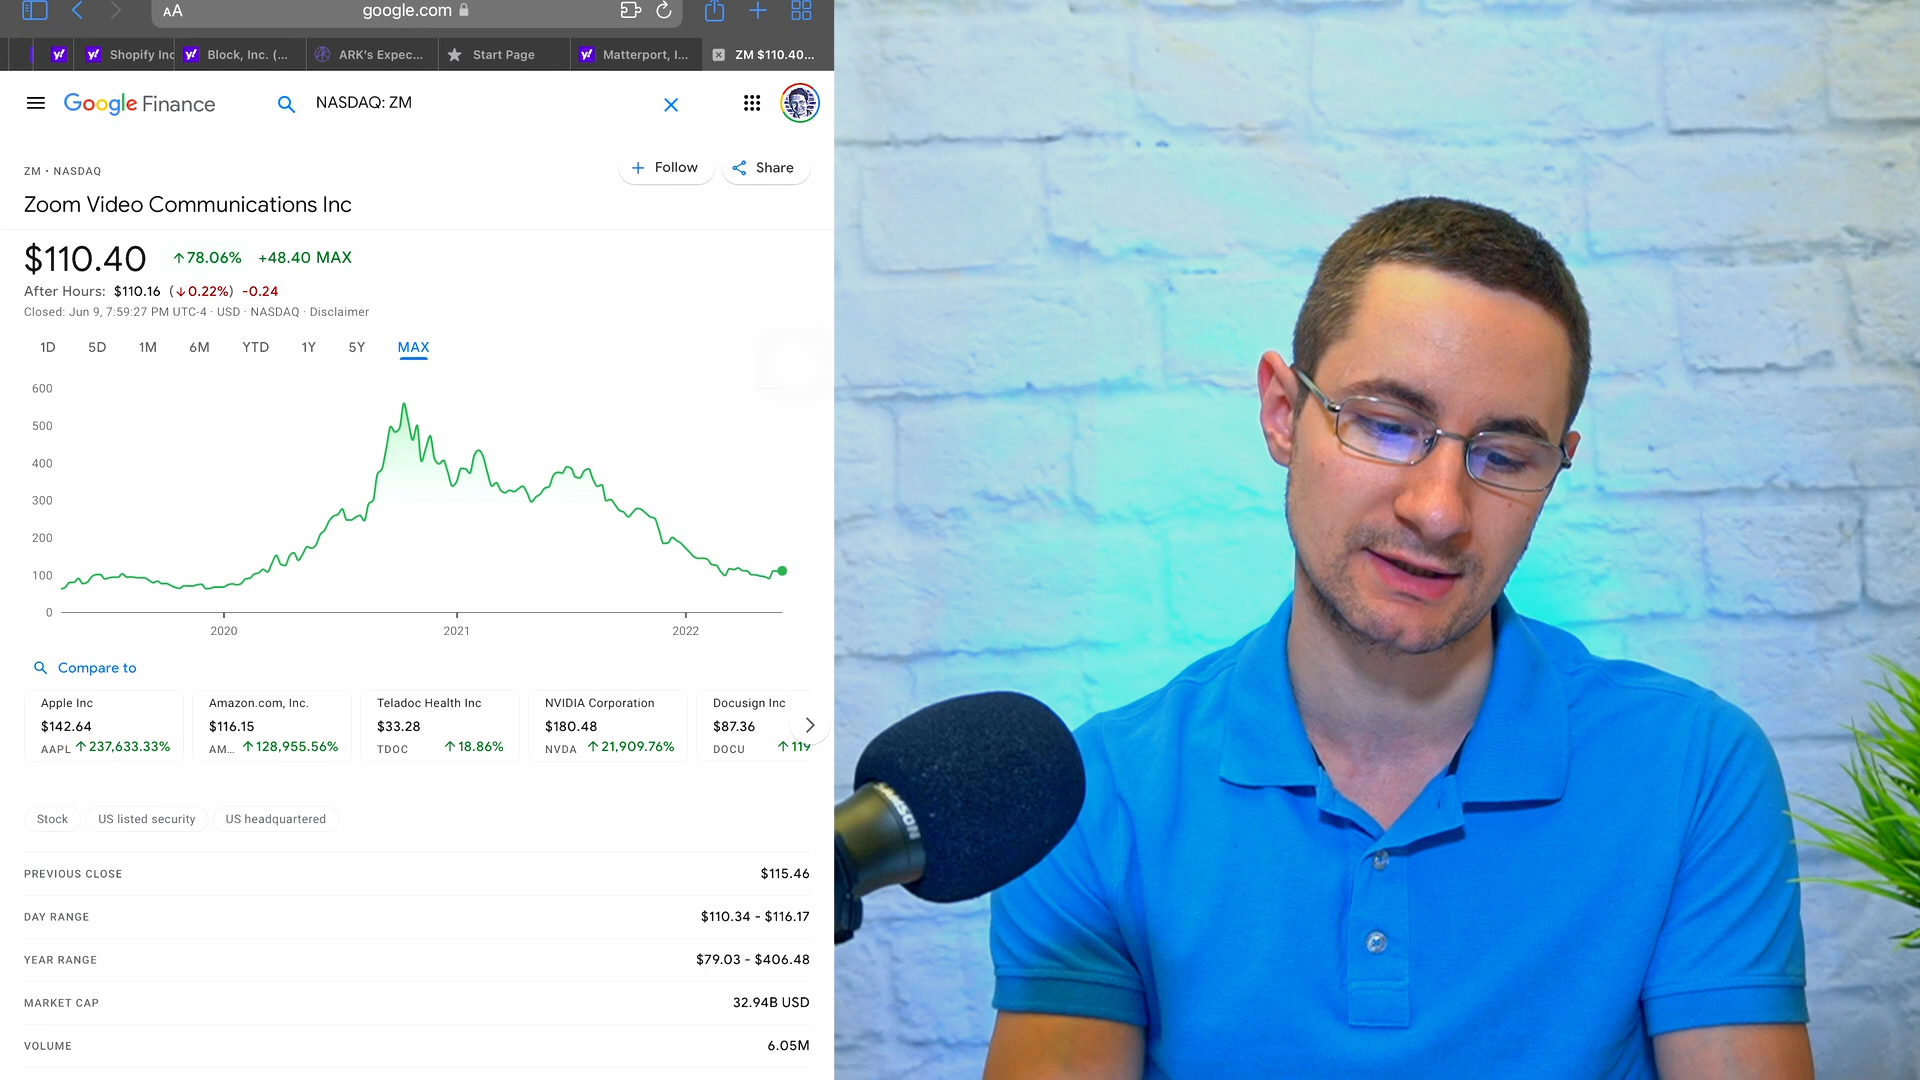 AA
google.com
Shopify Inc
Block, Inc. (...
ARK's Expec...
Start Page
Matterport, I...
ZM $110.40...
Google Finance
NASDAQ: ZM
ZM • NASDAQ
Follow
Share
Zoom Video Communications Inc
$110.40 ↑78.06% +48.40 MAX
After Hours: $110.16 (↓0.22%) -0.24
Closed: Jun 9, 7:59:27 PM UTC-4 · USD · NASDAQ · Disclaimer
1D 5D 1M 6M YTD 1Y 5Y MAX
600
500
400
300
200
100
0
2020 2021 2022
Compare to
Apple Inc
$142.64
AAPL ↑237,633.33%
Amazon.com, Inc.
$116.15
AM... ↑128,955.56%
Teladoc Health Inc
$33.28
TDOC ↑18.86%
NVIDIA Corporation
$180.48
NVDA ↑21,909.76%
Docusign Inc
$87.36
DOCU ↑119
Stock
US listed security
US headquartered
PREVIOUS CLOSE $115.46
DAY RANGE $110.34 - $116.17
YEAR RANGE $79.03 - $406.48
MARKET CAP 32.94B USD
VOLUME 6.05M
SAMSON